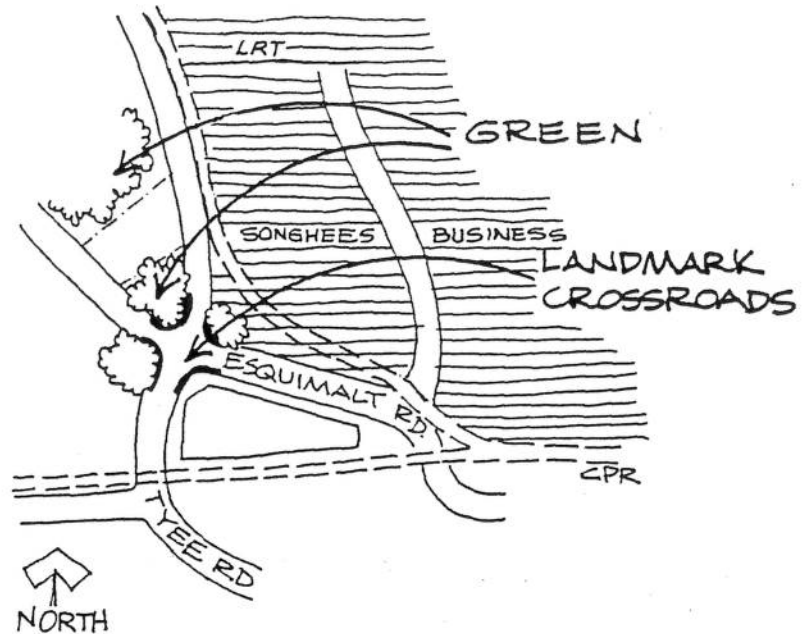 LRT
GREEN
SONGHEES BUSINESS
LANDMARK
CROSSROADS
ESQUIMALT RD.
CPR
TYEE RD
NORTH